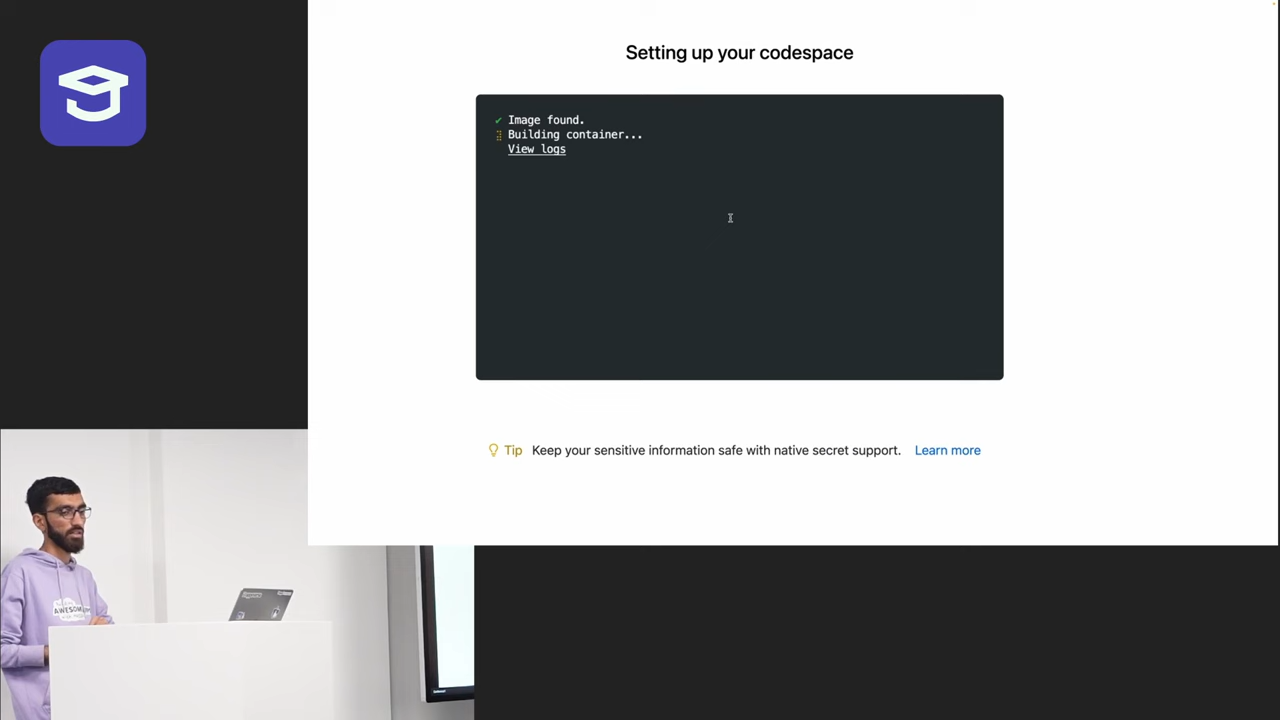 Setting up your codespace
✔ Image found.
Building container...
View logs
Tip Keep your sensitive information safe with native secret support. Learn more
AWESOME